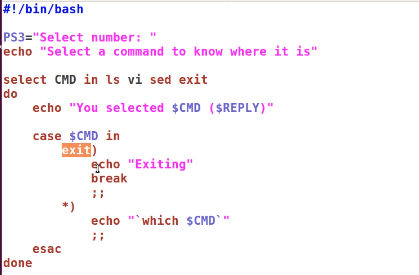 #!/bin/bash
PS3="Select number: "
echo "Select a command to know where it is"
select CMD in ls vi sed exit
do
    echo "You selected $CMD ($REPLY)"
    case $CMD in
        exit)
            echo "Exiting"
            break
            ;;
        *)
            echo "`which $CMD`"
            ;;
    esac
done